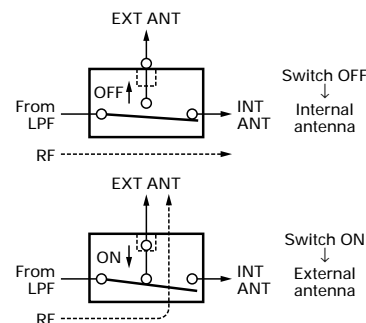 EXT ANT
OFF
From
LPF
INT
ANT
RF
Switch OFF
↓
Internal
antenna
EXT ANT
ON
From
LPF
INT
ANT
RF
Switch ON
↓
External
antenna